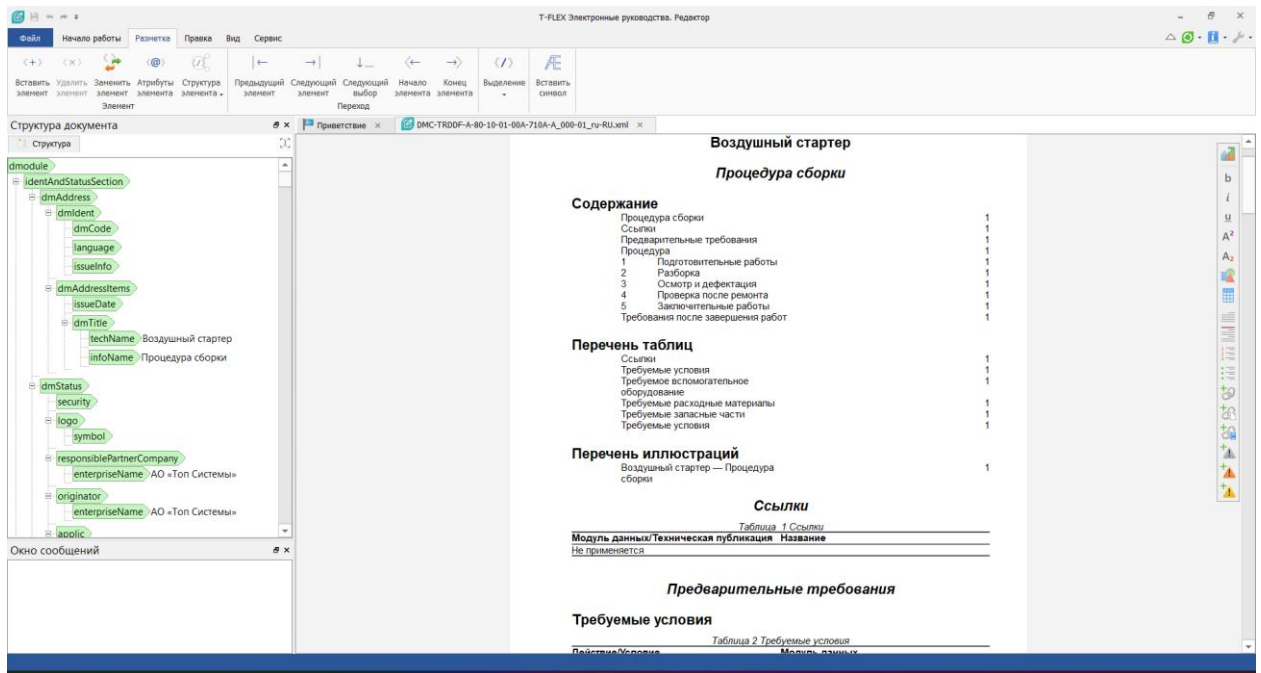 T-FLEX Электронные руководства. Редактор
Файл Начало работы Разметка Правка Вид Сервис
Вставить элемент Удалить элемент Заменить элемент Атрибуты элемента Структура элемента Предыдущий элемент Следующий элемент Следующий выбор Начало элемента Конец элемента Выделение Вставить символ
Элемент Переход
Структура документа
Приветствие DMC-TRDDF-A-80-10-01-00A-710A-A_000-01_ru-RU.xml
Структура
dmodule
identAndStatusSection
dmAddress
dmIdent
dmCode
language
issueInfo
dmAddressItems
issueDate
dmTitle
techName Воздушный стартер
infoName Процедура сборки
dmStatus
security
logo
symbol
responsiblePartnerCompany
enterpriseName АО «Топ Системы»
originator
enterpriseName АО «Топ Системы»
applic
Окно сообщений
Воздушный стартер
Процедура сборки
Содержание
Процедура сборки 1
Ссылки 1
Предварительные требования 1
Процедура 1
1 Подготовительные работы 1
2 Разборка 1
3 Осмотр и дефектация 1
4 Проверка после ремонта 1
5 Заключительные работы 1
Требования после завершения работ 1
Перечень таблиц
Ссылки 1
Требуемые условия 1
Требуемое вспомогательное 1
оборудование
Требуемые расходные материалы 1
Требуемые запасные части 1
Требуемые условия 1
Перечень иллюстраций
Воздушный стартер — Процедура 1
сборки
Ссылки
Таблица 1 Ссылки
Модуль данных/Техническая публикация Название
Не применяется
Предварительные требования
Требуемые условия
Таблица 2 Требуемые условия
Действие/Условие Модуль данных
b
i
u
A²
A₂